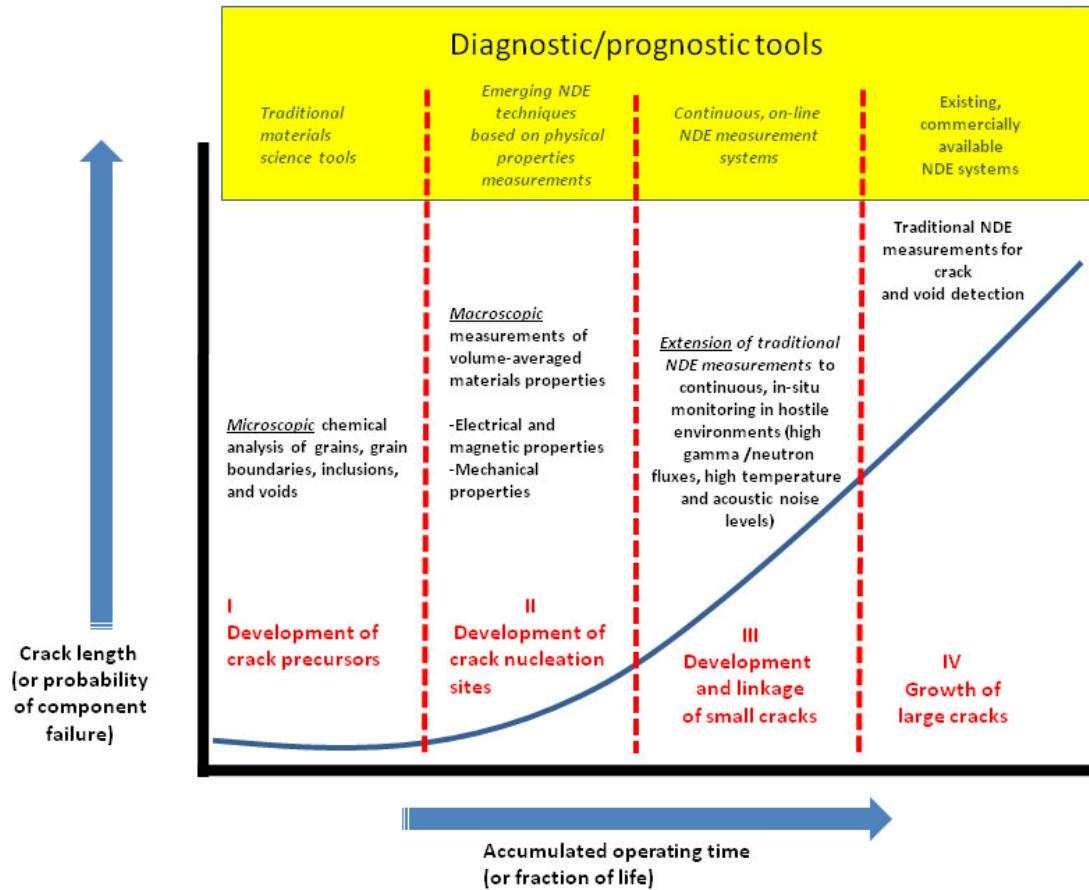 Diagnostic/prognostic tools
Traditional
materials
science tools
Emerging NDE
techniques
based on physical
properties
measurements
Continuous, on-line
NDE measurement
systems
Existing,
commercially
available
NDE systems
Traditional NDE
measurements for
crack
and void detection
Macroscopic
measurements of
volume-averaged
materials properties
-Electrical and
magnetic properties
-Mechanical
properties
Extension of traditional
NDE measurements to
continuous, in-situ
monitoring in hostile
environments (high
gamma /neutron
fluxes, high temperature
and acoustic noise
levels)
Microscopic chemical
analysis of grains, grain
boundaries, inclusions,
and voids
I
Development of
crack precursors
II
Development of
crack nucleation
sites
III
Development
and linkage
of small cracks
IV
Growth of
large cracks
Crack length
(or probability
of component
failure)
Accumulated operating time
(or fraction of life)